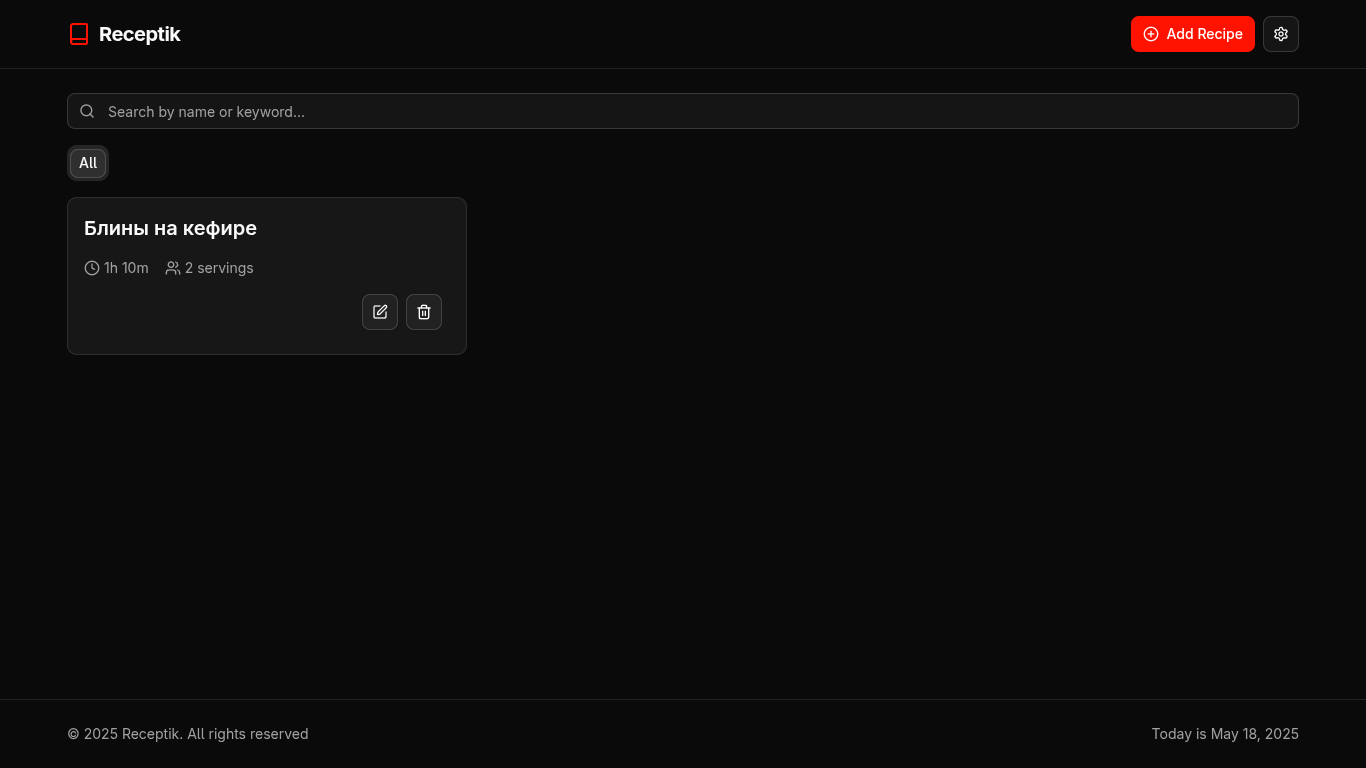 Receptik
Add Recipe
Search by name or keyword...
All
Блины на кефире
1h 10m
2 servings
© 2025 Receptik. All rights reserved
Today is May 18, 2025